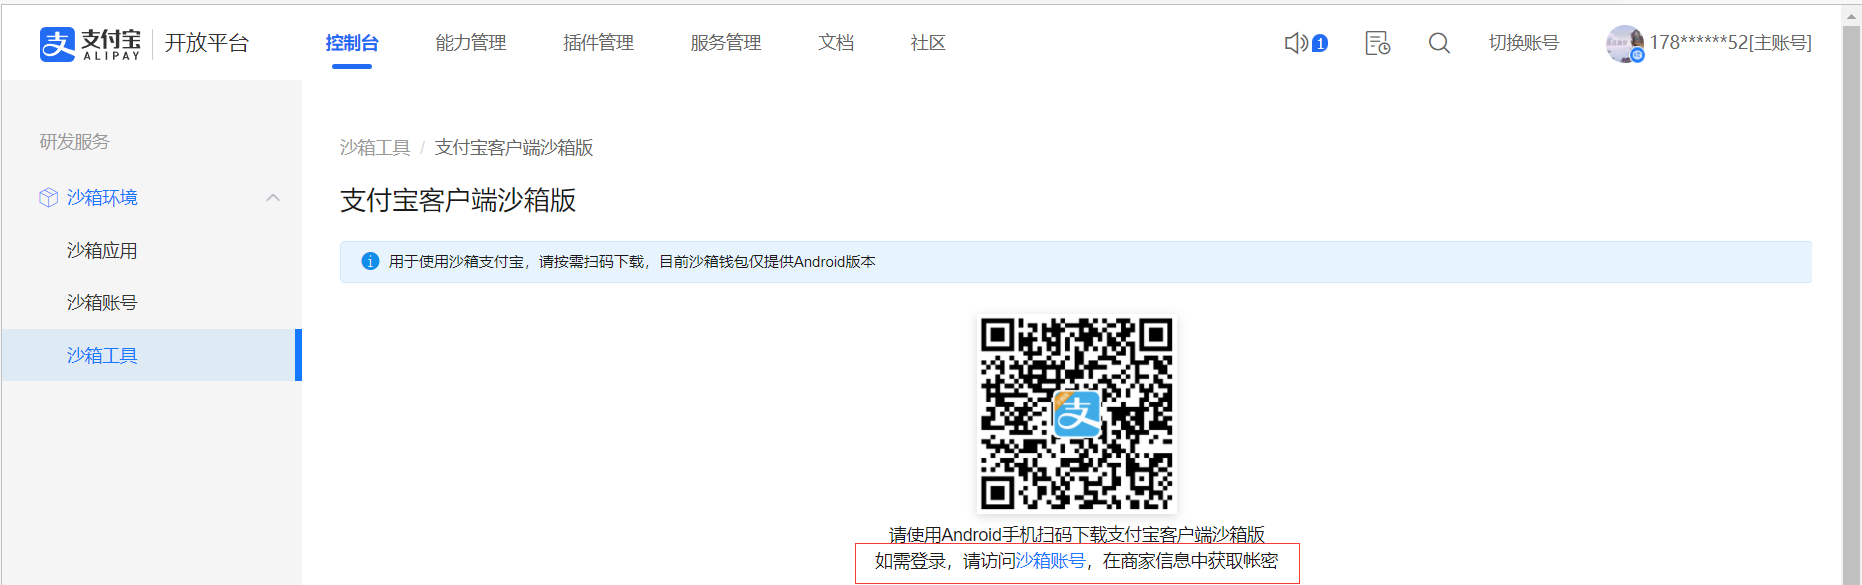 支付宝 ALIPAY 开放平台 控制台 能力管理 插件管理 服务管理 文档 社区 1 切换账号 178******52[主账号]
研发服务
沙箱环境
沙箱应用
沙箱账号
沙箱工具
沙箱工具 / 支付宝客户端沙箱版
支付宝客户端沙箱版
用于使用沙箱支付宝，请按需扫码下载，目前沙箱钱包仅提供Android版本
支
请使用Android手机扫码下载支付宝客户端沙箱版
如需登录，请访问沙箱账号，在商家信息中获取帐密